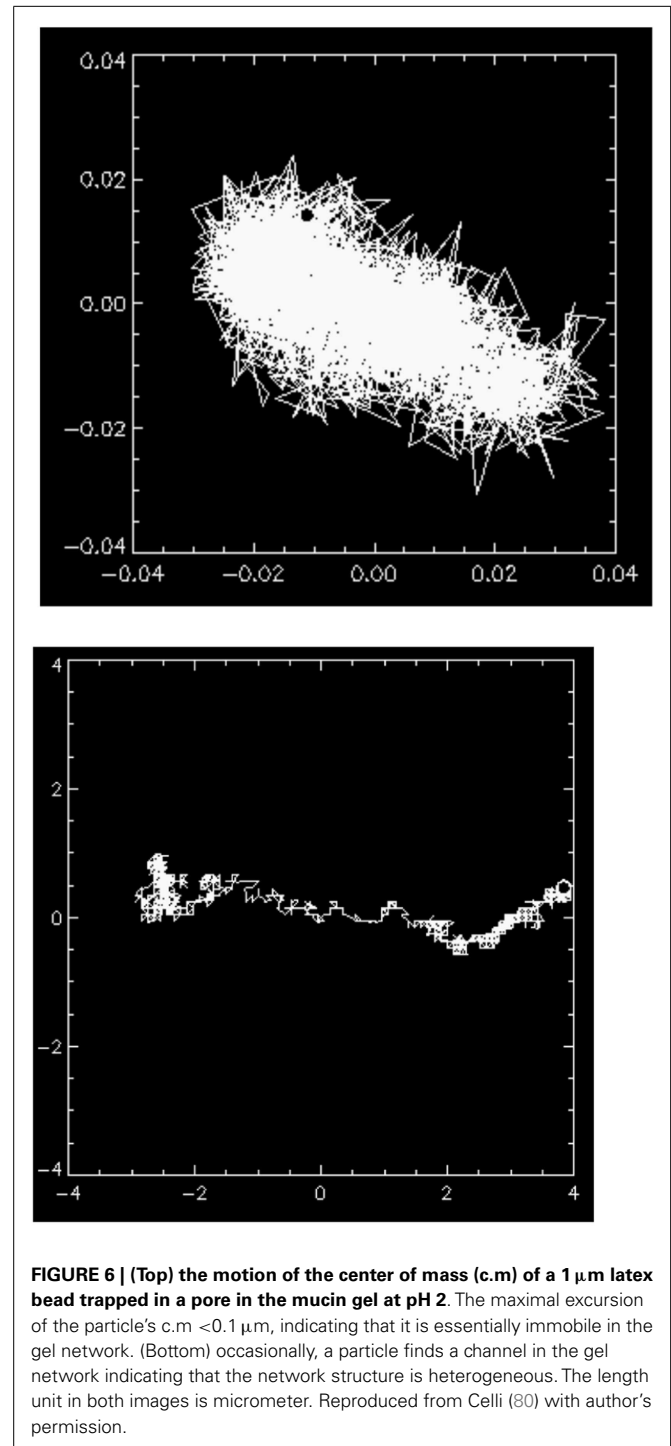 0.04
0.02
0.00
−0.02
−0.04
−0.04 −0.02 0.00 0.02 0.04
4
2
0
−2
−4
−4 −2 0 2 4
FIGURE 6 | (Top) the motion of the center of mass (c.m) of a 1 μm latex
bead trapped in a pore in the mucin gel at pH 2. The maximal excursion
of the particle's c.m <0.1 μm, indicating that it is essentially immobile in the
gel network. (Bottom) occasionally, a particle finds a channel in the gel
network indicating that the network structure is heterogeneous. The length
unit in both images is micrometer. Reproduced from Celli (80) with author's
permission.